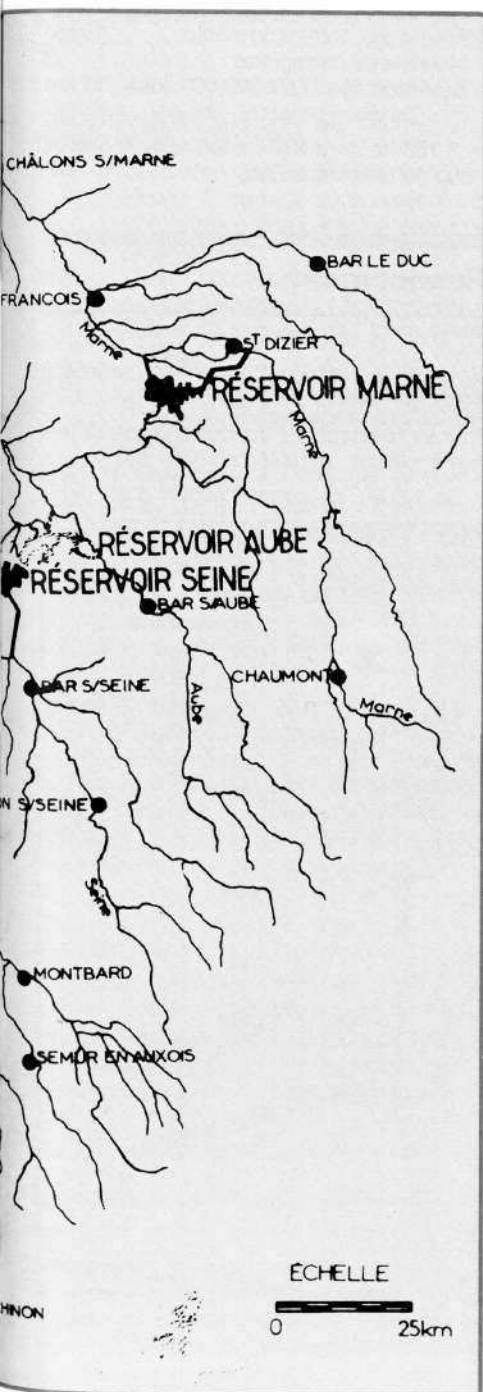 CHÂLONS S/MARNE
BAR LE DUC
FRANCOIS
Marne
ST DIZIER
RÉSERVOIR MARNE
Marne
RÉSERVOIR AUBE
RÉSERVOIR SEINE
BAR S/AUBE
BAR S/SEINE
Aube
CHAUMONT
Marne
ON S/SEINE
Seine
MONTBARD
SEMUR EN AUXOIS
ÉCHELLE
HINON
0 25km